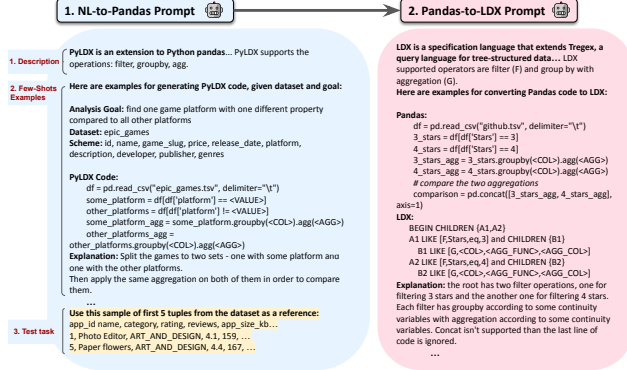 1. NL-to-Pandas Prompt
2. Pandas-to-LDX Prompt
1. Description
PyLDX is an extension to Python pandas... PyLDX supports the
operations: filter, groupby, agg.
2. Few-Shots
Examples
Here are examples for generating PyLDX code, given dataset and goal:
Analysis Goal: find one game platform with one different property
compared to all other platforms
Dataset: epic_games
Scheme: id, name, game_slug, price, release_date, platform,
description, developer, publisher, genres
PyLDX Code:
df = pd.read_csv("epic_games.tsv", delimiter="\t")
some_platform = df[df['platform'] == <VALUE>]
other_platforms = df[df['platform'] != <VALUE>]
some_platform_agg = some_platform.groupby(<COL>).agg(<AGG>)
other_platforms_agg =
other_platforms.groupby(<COL>).agg(<AGG>)
Explanation: Split the games to two sets - one with some platform and
one with the other platforms.
Then apply the same aggregation on both of them in order to compare
them.
...
3. Test task
Use this sample of first 5 tuples from the dataset as a reference:
app_id name, category, rating, reviews, app_size_kb...
1, Photo Editor, ART_AND_DESIGN, 4.1, 159, ...
5, Paper flowers, ART_AND_DESIGN, 4.4, 167, ...
LDX is a specification language that extends Tregex, a
query language for tree-structured data... LDX
supported operators are filter (F) and group by with
aggregation (G).
Here are examples for converting Pandas code to LDX:
Pandas:
df = pd.read_csv("github.tsv", delimiter="\t")
3_stars = df[df['Stars'] == 3]
4_stars = df[df['Stars'] == 4]
3_stars_agg = 3_stars.groupby(<COL>).agg(<AGG>)
4_stars_agg = 4_stars.groupby(<COL>).agg(<AGG>)
# compare the two aggregations
comparison = pd.concat([3_stars_agg, 4_stars_agg],
axis=1)
LDX:
BEGIN CHILDREN {A1,A2}
A1 LIKE [F,Stars,eq,3] and CHILDREN {B1}
B1 LIKE [G,<COL>,<AGG_FUNC>,<AGG_COL>]
A2 LIKE [F,Stars,eq,4] and CHILDREN {B2}
B2 LIKE [G,<COL>,<AGG_FUNC>,<AGG_COL>]
Explanation: the root has two filter operations, one for
filtering 3 stars and the another one for filtering 4 stars.
Each filter has groupby according to some continuity
variables with aggregation according to some continuity
variables. Concat isn't supported than the last line of
code is ignored.
...